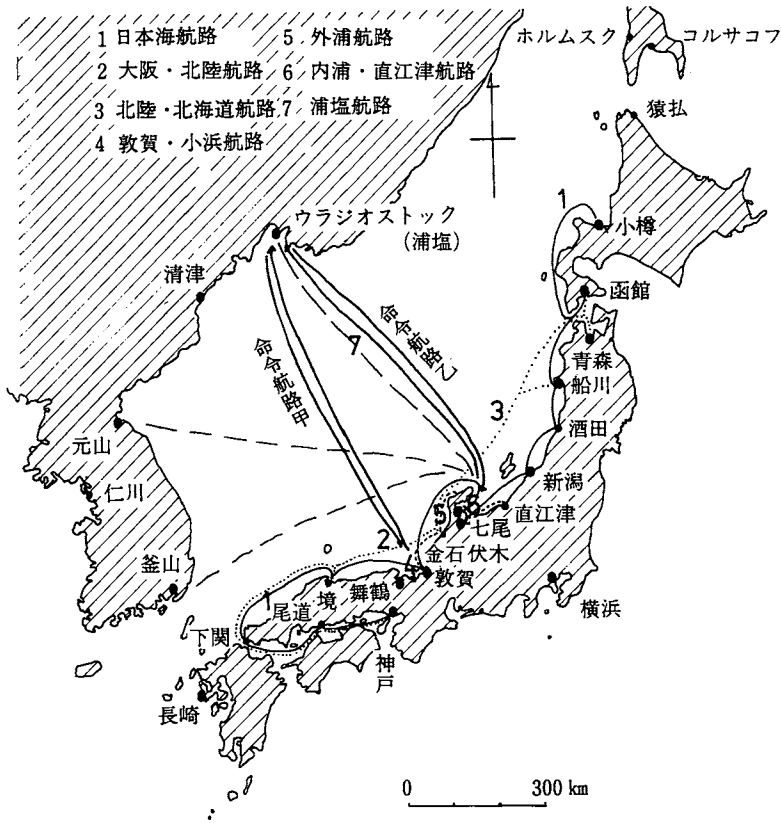 1 日本海航路
2 大阪・北陸航路
3 北陸・北海道航路
4 敦賀・小浜航路
5 外浦航路
6 内浦・直江津航路
7 浦塩航路
ホルムスク
コルサコフ
猿払
1
小樽
ウラジオストック
(浦塩)
清津
函館
命令航路乙
7
命令航路甲
青森
船川
3
元山
酒田
仁川
新潟
5
6
七尾
直江津
2
金石
伏木
4
敦賀
釜山
1
尾道
境
舞鶴
横浜
下関
神戸
長崎
0
300 km